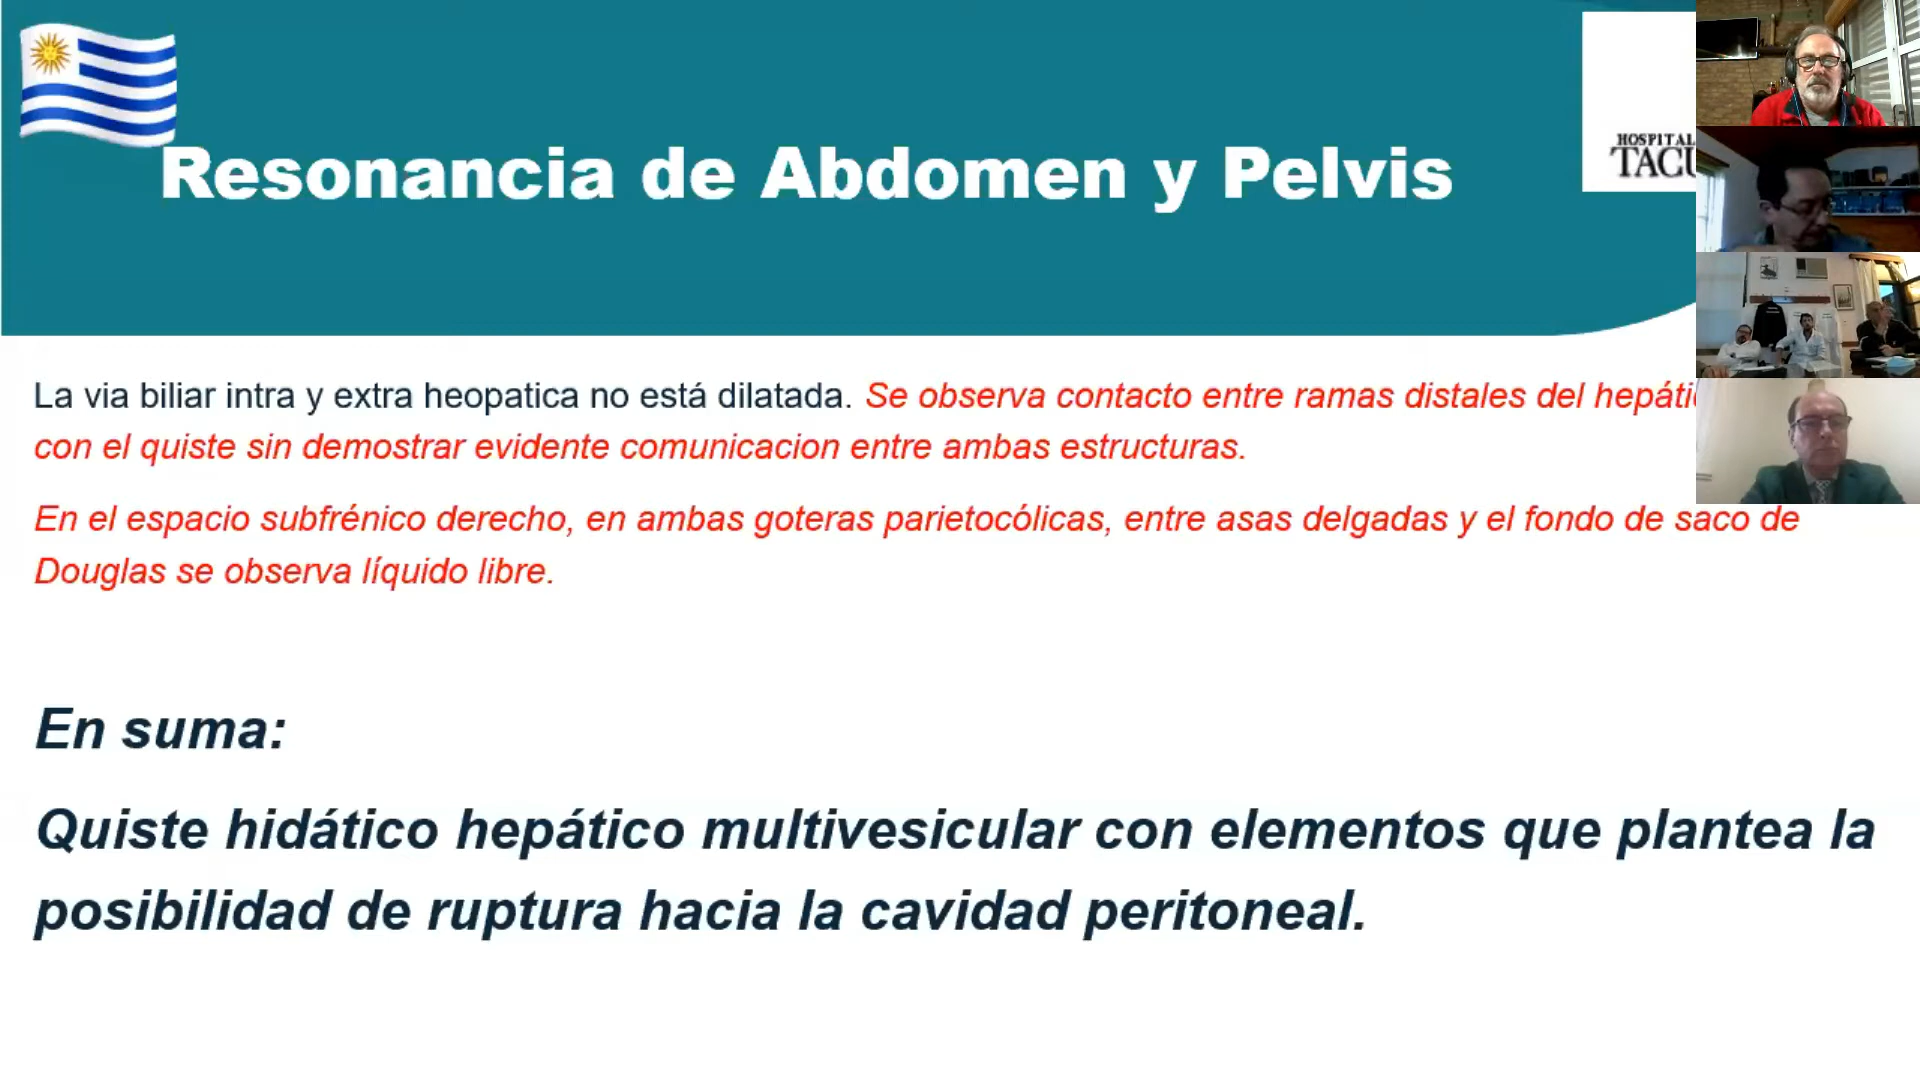 HOSPITAL
Resonancia de Abdomen y Pelvis
La via biliar intra y extra heopatica no está dilatada. Se observa contacto entre ramas distales del
con el quiste sin demostrar evidente comunicacion entre ambas estructuras.
En el espacio subfrénico derecho, en ambas goteras parietocólicas, entre asas delgadas y el fondo de saco de
Douglas se observa líquido libre.
En suma:
Quiste hidático hepático multivesicular con elementos que plantea la
posibilidad de ruptura hacia la cavidad peritoneal.